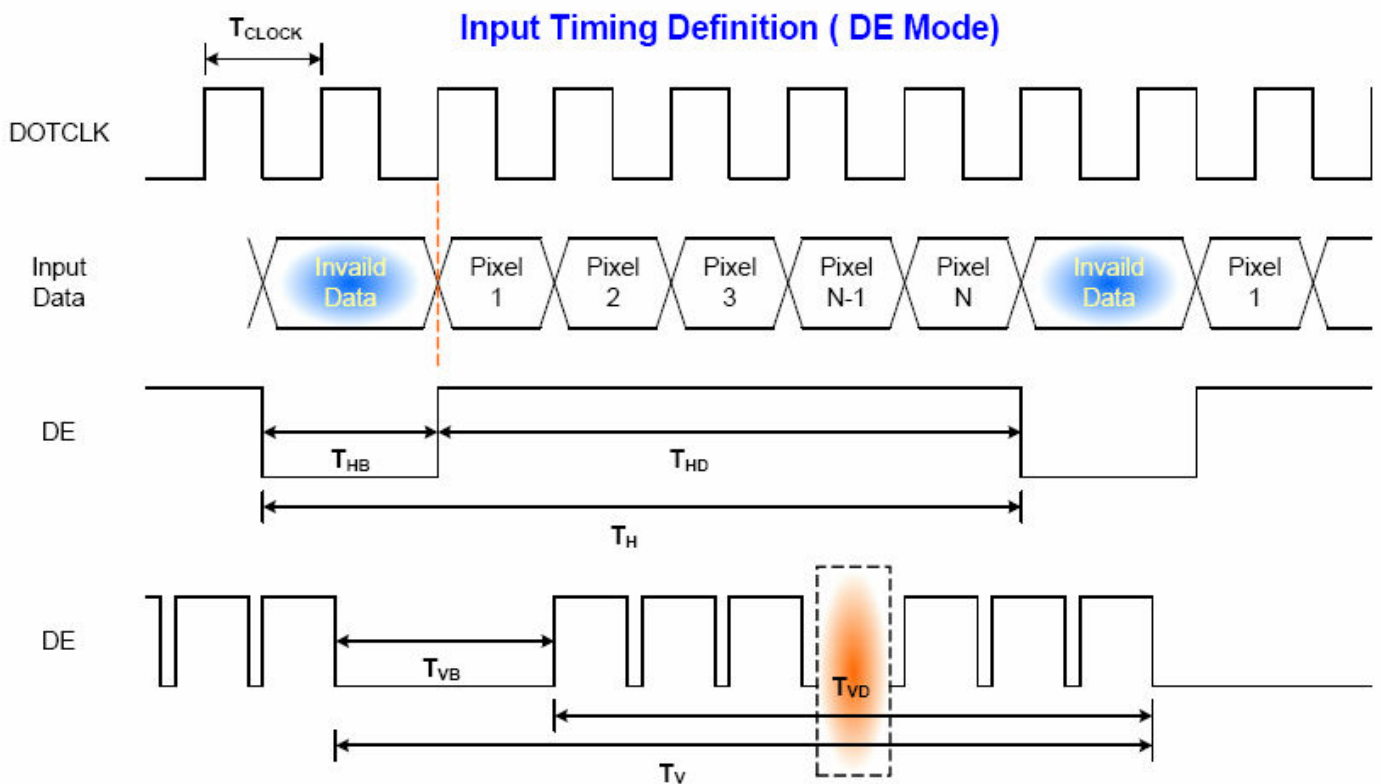 Input Timing Definition ( DE Mode)
TCLOCK
DOTCLK
Input
Data
Invaild
Data
Pixel
1
Pixel
2
Pixel
3
Pixel
N-1
Pixel
N
Invaild
Data
Pixel
1
DE
THB
THD
TH
DE
TVB
TVD
TV